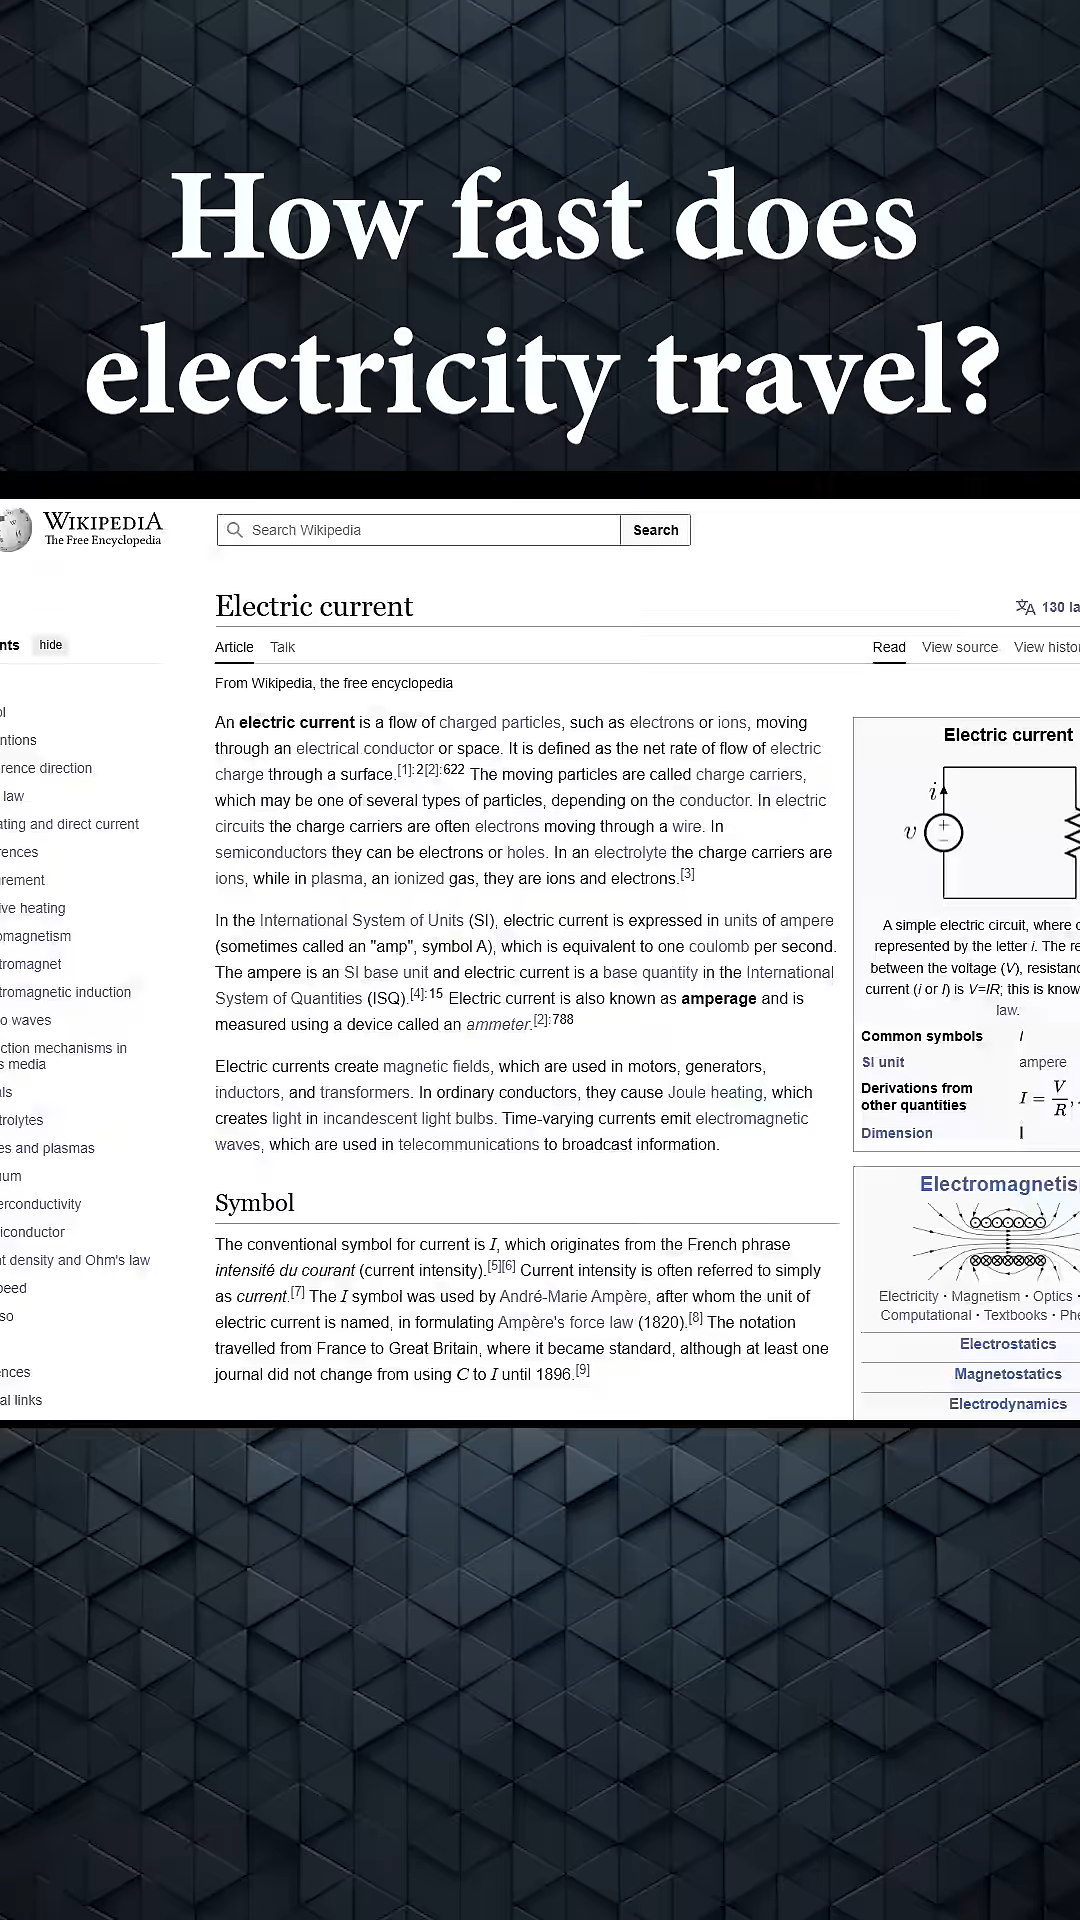 How fast does
electricity travel?
WIKIPEDIA
The Free Encyclopedia
Search Wikipedia
Search
Electric current
130 la
nts hide
Article Talk
Read View source View histor
From Wikipedia, the free encyclopedia
ol
ntions
rence direction
law
ating and direct current
rences
rement
ive heating
omagnetism
tromagnet
tromagnetic induction
o waves
ction mechanisms in
s media
ls
trolytes
es and plasmas
um
erconductivity
iconductor
nt density and Ohm's law
peed
so
nces
al links
An electric current is a flow of charged particles, such as electrons or ions, moving
through an electrical conductor or space. It is defined as the net rate of flow of electric
charge through a surface.[1]:2[2]:622 The moving particles are called charge carriers,
which may be one of several types of particles, depending on the conductor. In electric
circuits the charge carriers are often electrons moving through a wire. In
semiconductors they can be electrons or holes. In an electrolyte the charge carriers are
ions, while in plasma, an ionized gas, they are ions and electrons.[3]
In the International System of Units (SI), electric current is expressed in units of ampere
(sometimes called an "amp", symbol A), which is equivalent to one coulomb per second.
The ampere is an SI base unit and electric current is a base quantity in the International
System of Quantities (ISQ).[4]:15 Electric current is also known as amperage and is
measured using a device called an ammeter.[2]:788
Electric currents create magnetic fields, which are used in motors, generators,
inductors, and transformers. In ordinary conductors, they cause Joule heating, which
creates light in incandescent light bulbs. Time-varying currents emit electromagnetic
waves, which are used in telecommunications to broadcast information.
Symbol
The conventional symbol for current is I, which originates from the French phrase
intensité du courant (current intensity).[5][6] Current intensity is often referred to simply
as current.[7] The I symbol was used by André-Marie Ampère, after whom the unit of
electric current is named, in formulating Ampère's force law (1820).[8] The notation
travelled from France to Great Britain, where it became standard, although at least one
journal did not change from using C to I until 1896.[9]
Electric current
i
v
+
−
A simple electric circuit, where c
represented by the letter i. The re
between the voltage (V), resistanc
current (i or I) is V=IR; this is know
law.
Common symbols I
SI unit ampere
Derivations from
other quantities
I = V/R,
Dimension I
Electromagnetis
Electricity · Magnetism · Optics ·
Computational · Textbooks · Phe
Electrostatics
Magnetostatics
Electrodynamics